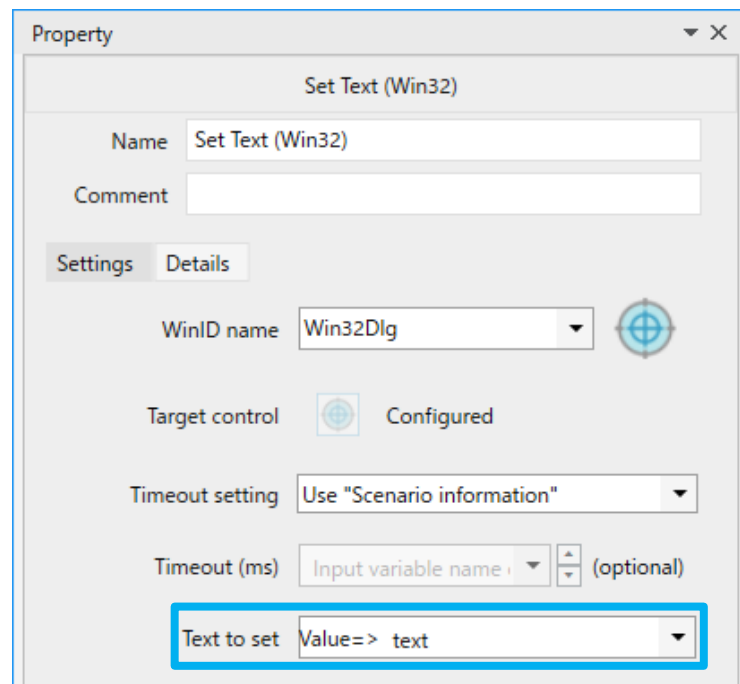 Property
Set Text (Win32)
Name Set Text (Win32)
Comment
Settings Details
WinID name Win32Dlg
Target control Configured
Timeout setting Use "Scenario information"
Timeout (ms) Input variable name (optional)
Text to set Value=> text